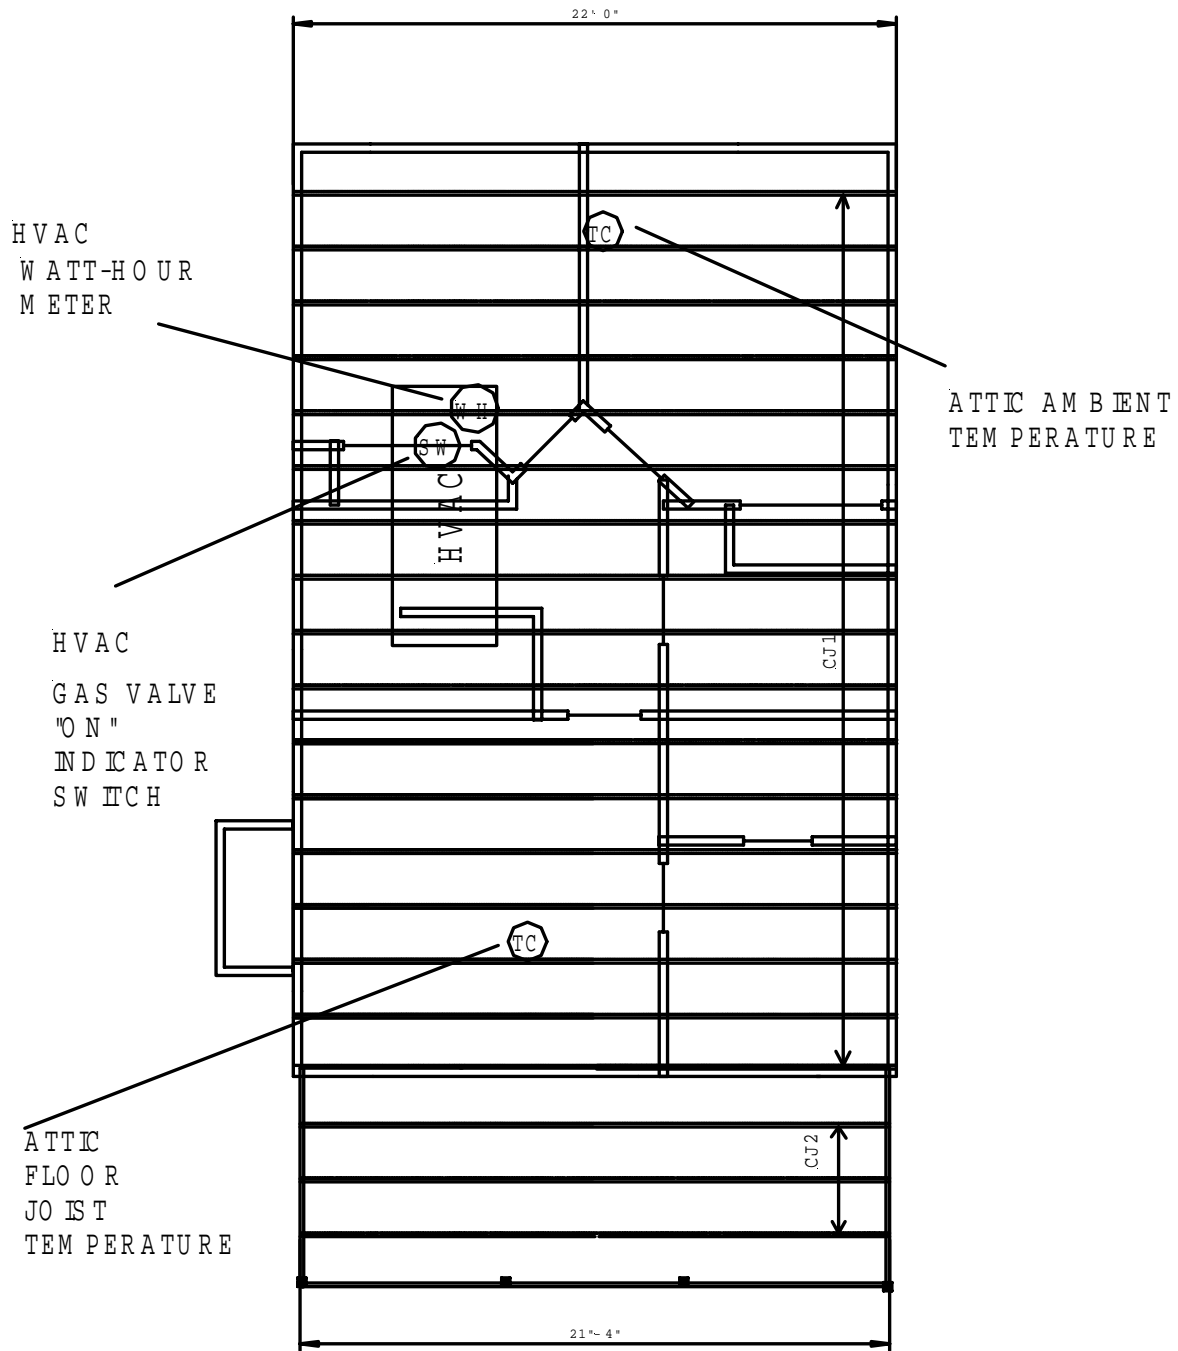 22'- 0"
TC
HVAC
WATT-HOUR
METER
ATTIC AMBIENT
TEMPERATURE
WH
SW
HVAC
HVAC
GAS VALVE
"ON"
INDICATOR
SWITCH
CJ1
TC
ATTIC
FLOOR
JOIST
TEMPERATURE
CJ2
21"- 4"